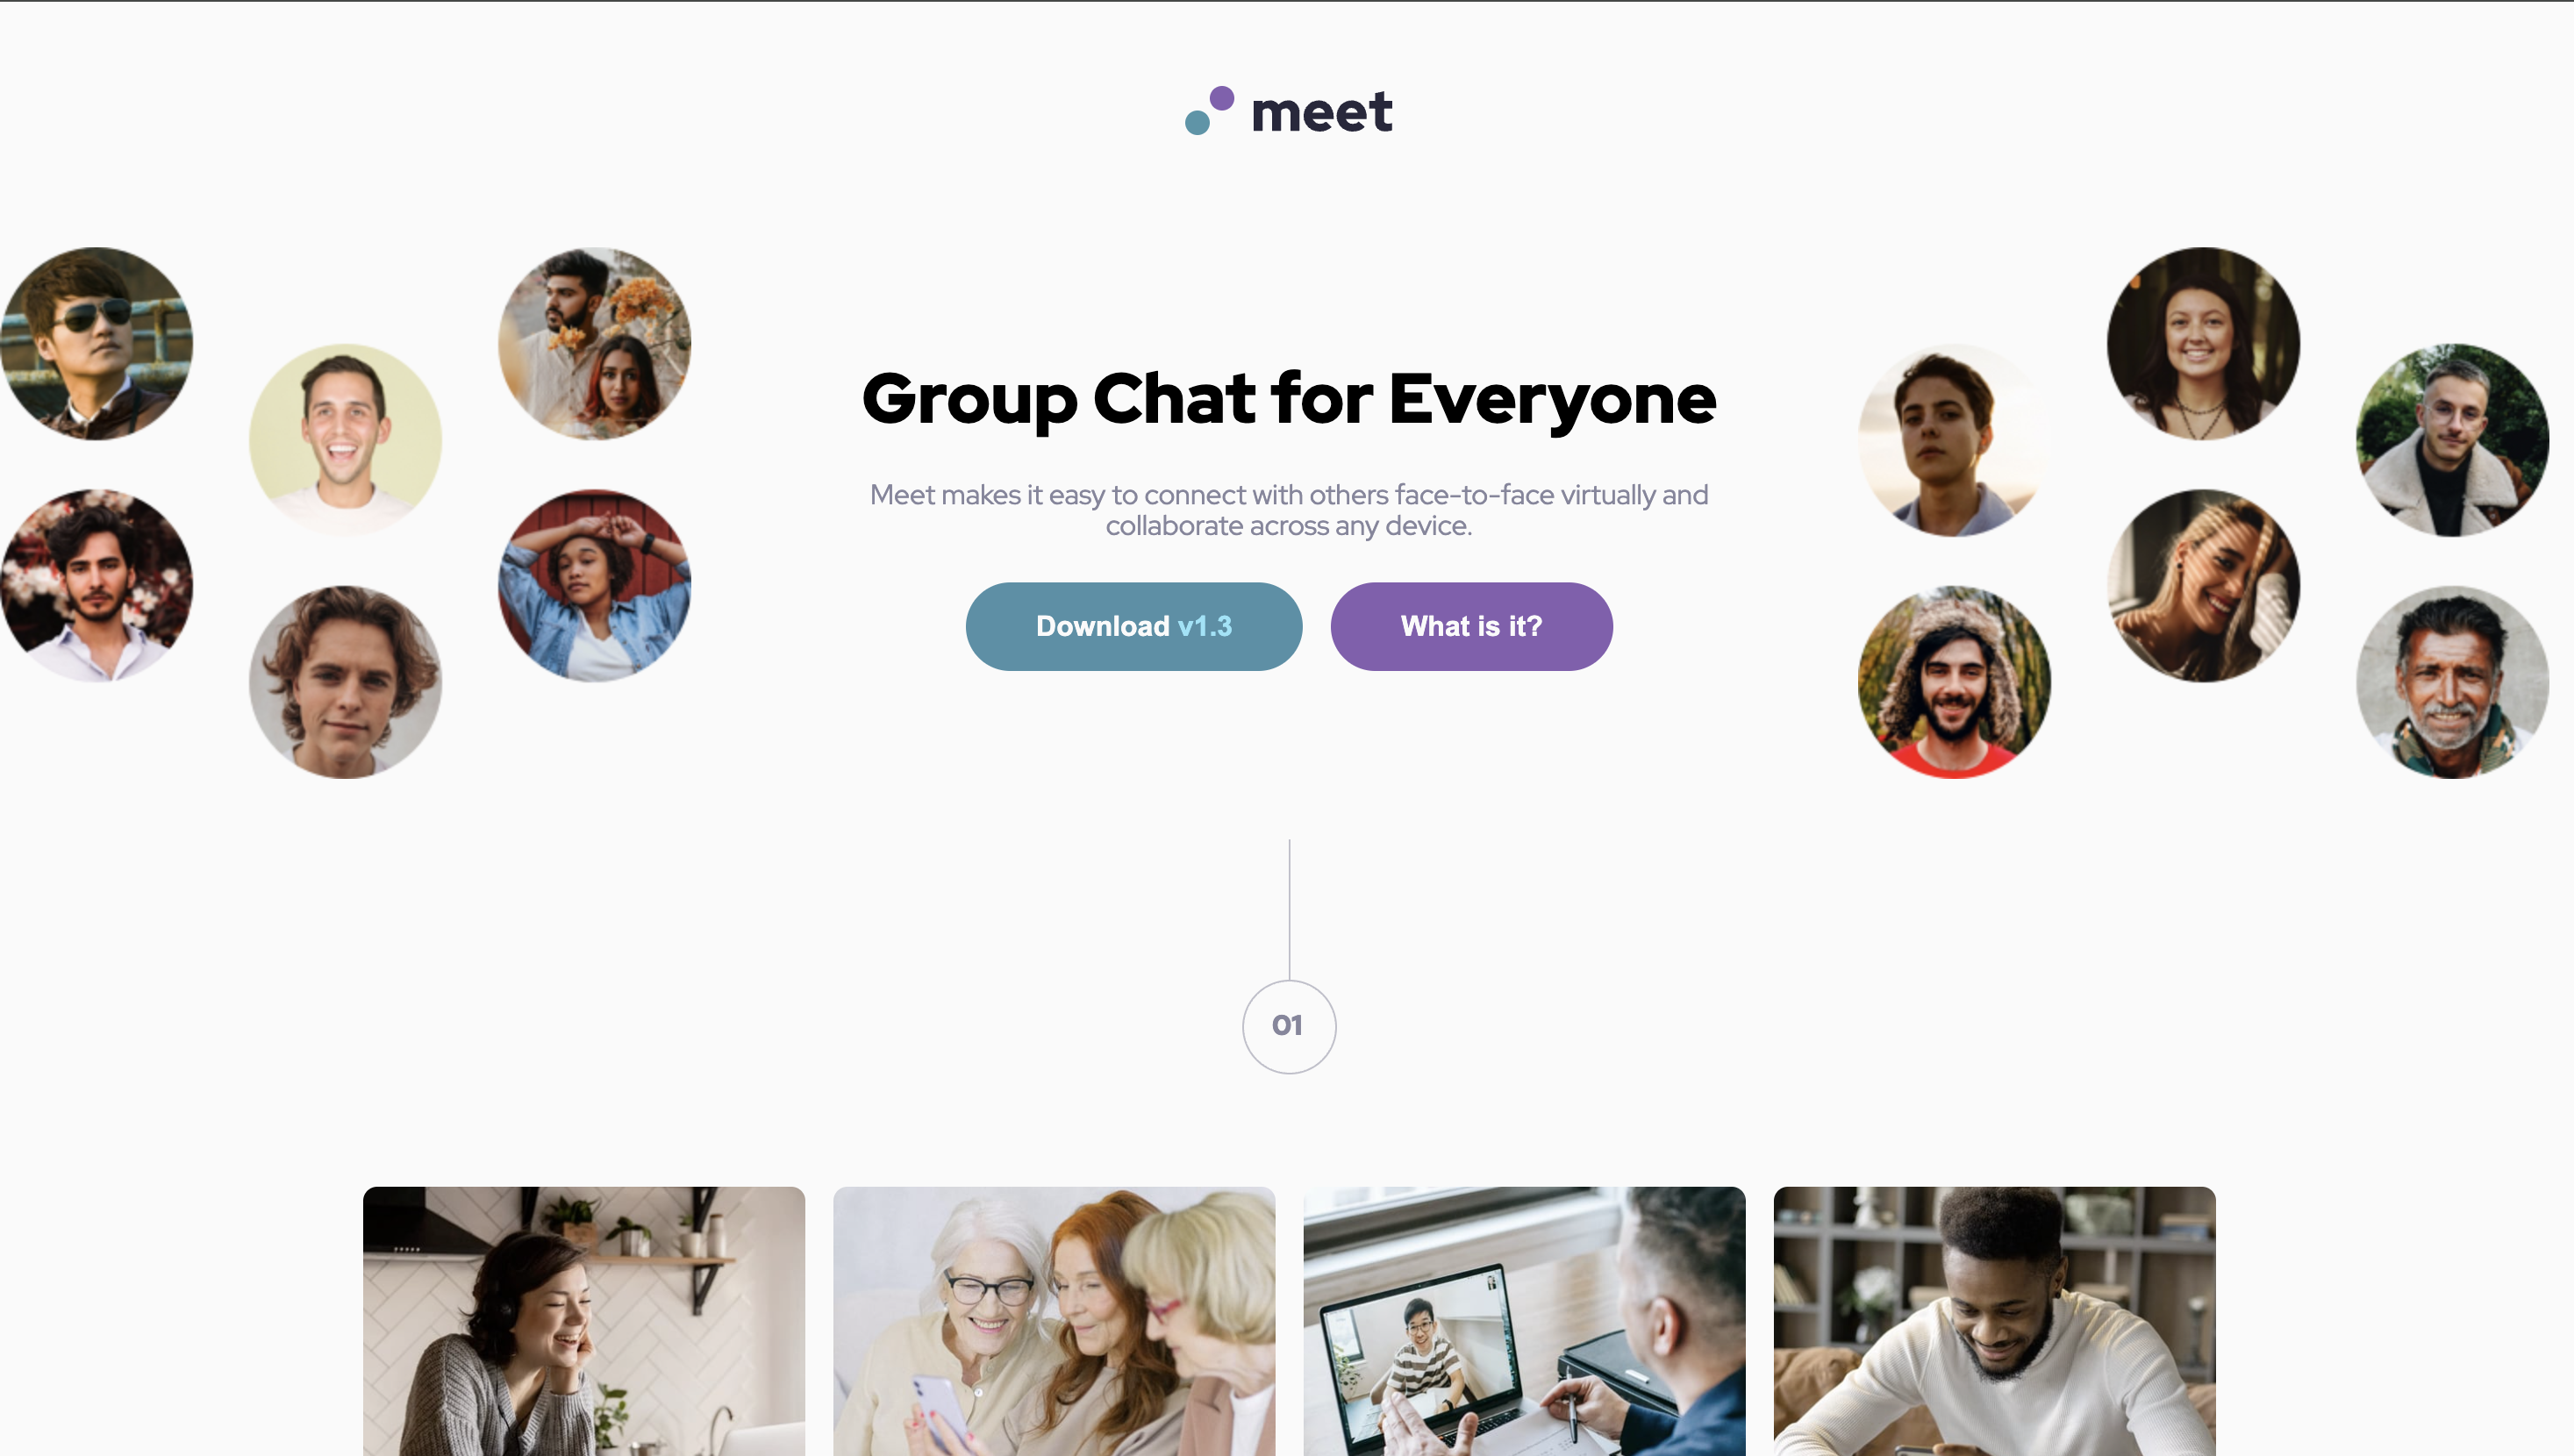 meet
Group Chat for Everyone
Meet makes it easy to connect with others face-to-face virtually and
collaborate across any device.
Download v1.3
What is it?
01